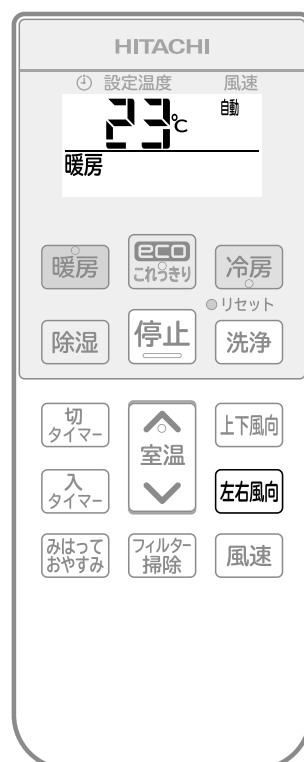 HITACHI
設定温度 風速
23℃ 自動
暖房
暖房 eco これっきり 冷房
リセット
除湿 停止 洗浄
切
タイマー
室温
上下風向
入
タイマー
左右風向
みはって
おやすみ
フィルター
掃除
風速